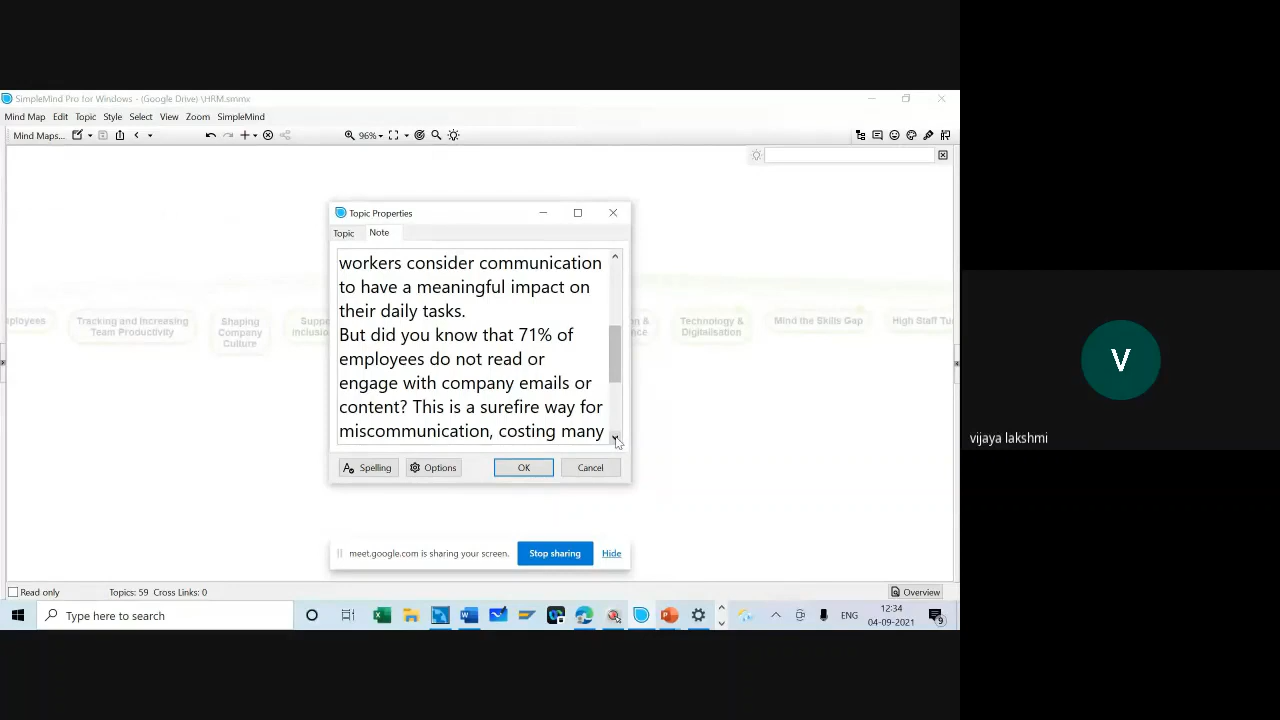 SimpleMind Pro for Windows - (Google Drive) \HRM.smmx
Mind Map Edit Topic Style Select View Zoom SimpleMind
Mind Maps... 96%
Topic Properties
Topic Note
workers consider communication
to have a meaningful impact on
their daily tasks.
But did you know that 71% of
employees do not read or
engage with company emails or
content? This is a surefire way for
miscommunication, costing many
Spelling Options OK Cancel
ployees
Tracking and Increasing
Team Productivity
Shaping
Company
Culture
Technology &
Digitalisation
Mind the Skills Gap
High Staff Tu
meet.google.com is sharing your screen. Stop sharing Hide
Read only Topics: 59 Cross Links: 0 Overview
Type here to search
ENG
12:34
04-09-2021
V
vijaya lakshmi